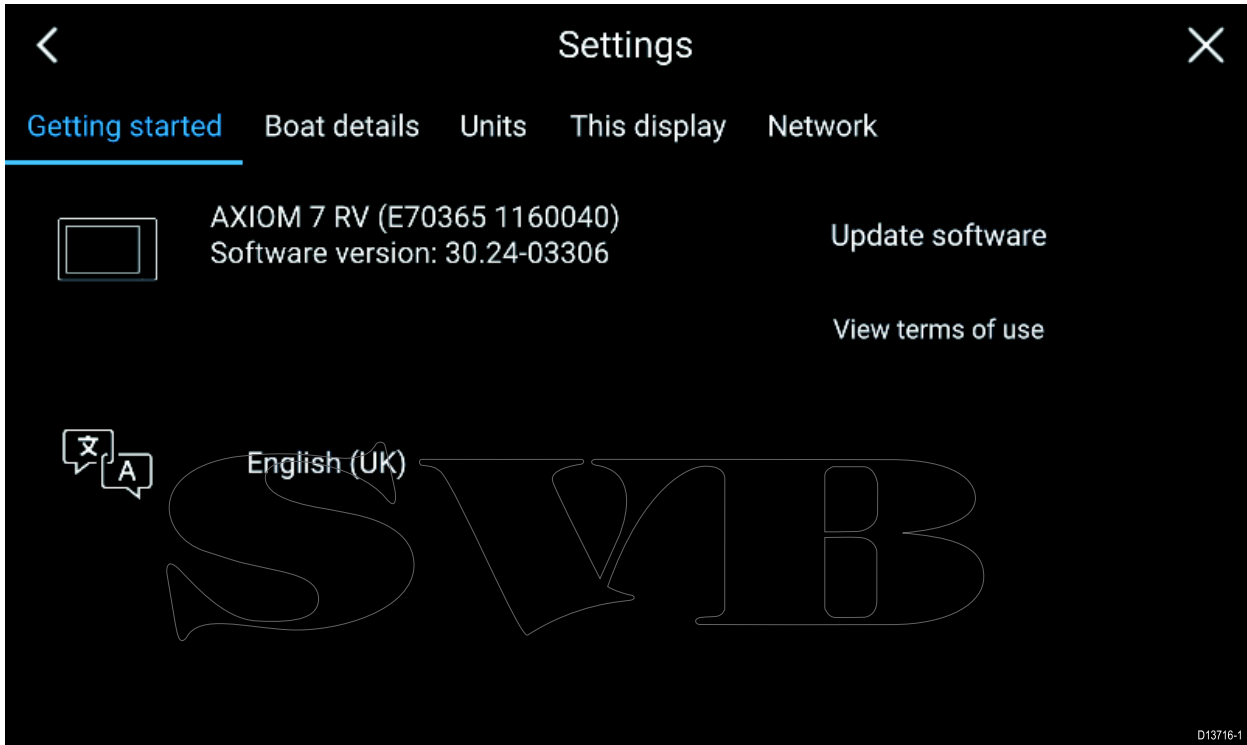 Settings
Getting started Boat details Units This display Network
AXIOM 7 RV (E70365 1160040)
Software version: 30.24-03306
Update software
View terms of use
文 A
English (UK)
SVB
D13716-1